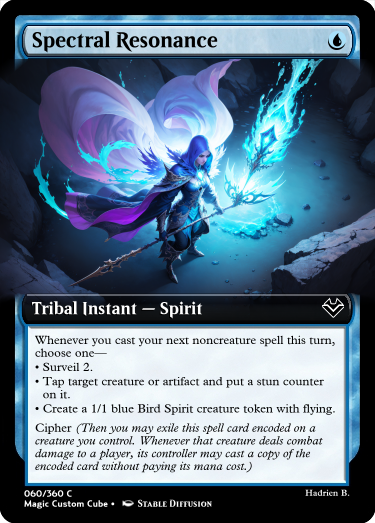 Spectral Resonance
Tribal Instant — Spirit
Whenever you cast your next noncreature spell this turn,
choose one—
• Surveil 2.
• Tap target creature or artifact and put a stun counter
on it.
• Create a 1/1 blue Bird Spirit creature token with flying.
Cipher (Then you may exile this spell card encoded on a
creature you control. Whenever that creature deals combat
damage to a player, its controller may cast a copy of the
encoded card without paying its mana cost.)
060/360 C
Hadrien B.
Magic Custom Cube • Stable Diffusion